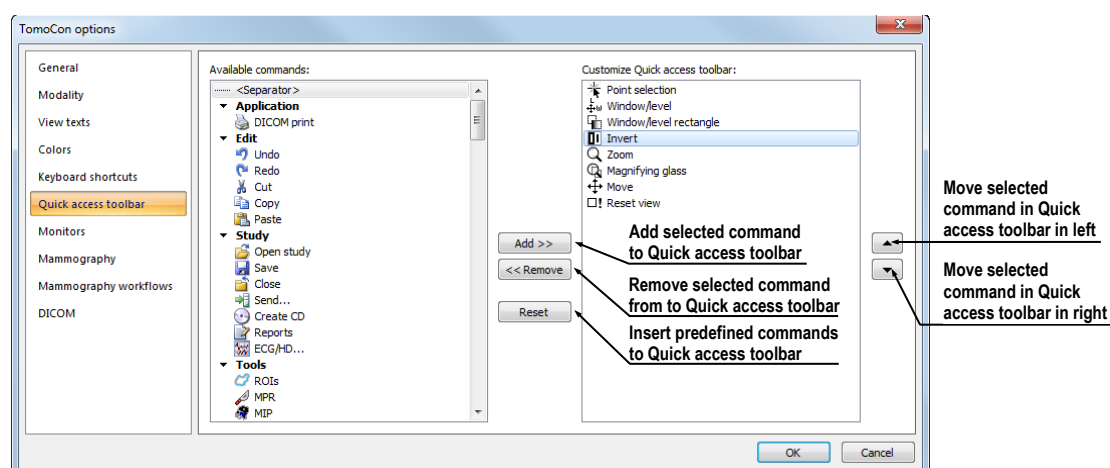 TomoCon options
General
Modality
View texts
Colors
Keyboard shortcuts
Quick access toolbar
Monitors
Mammography
Mammography workflows
DICOM
Available commands:
<Separator>
Application
DICOM print
Edit
Undo
Redo
Cut
Copy
Paste
Study
Open study
Save
Close
Send...
Create CD
Reports
ECG/HD...
Tools
ROIs
MPR
MIP
Add >>
<< Remove
Reset
Customize Quick access toolbar:
Point selection
Window/level
Window/level rectangle
Invert
Zoom
Magnifying glass
Move
Reset view
Add selected command
to Quick access toolbar
Remove selected command
from to Quick access toolbar
Insert predefined commands
to Quick access toolbar
Move selected
command in Quick
access toolbar in left
Move selected
command in Quick
access toolbar in right
OK
Cancel